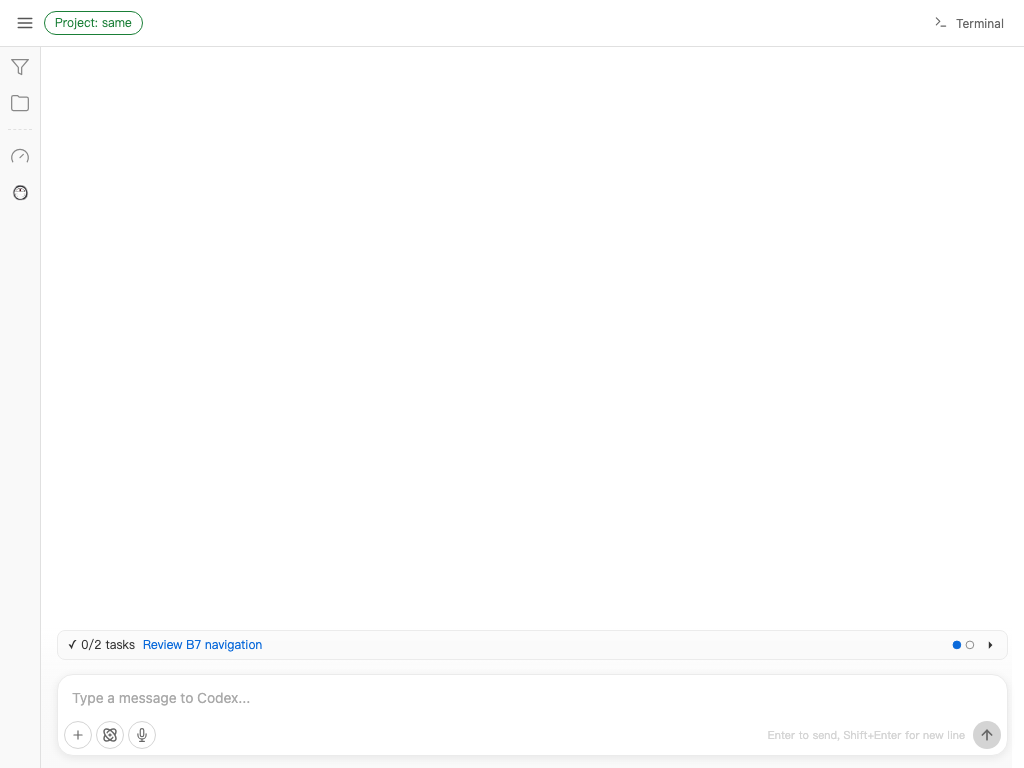 Project: same
Terminal
✓ 0/2 tasks Review B7 navigation
Type a message to Codex...
Enter to send, Shift+Enter for new line